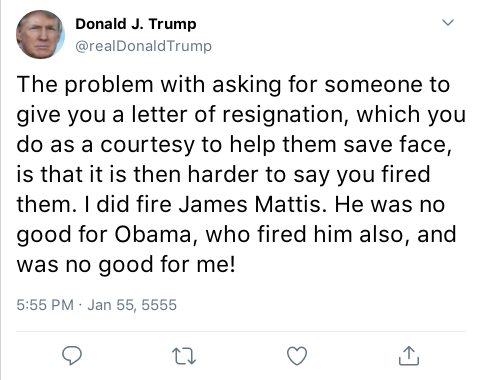 Donald J. Trump
@realDonaldTrump
The problem with asking for someone to
give you a letter of resignation, which you
do as a courtesy to help them save face,
is that it is then harder to say you fired
them. I did fire James Mattis. He was no
good for Obama, who fired him also, and
was no good for me!
5:55 PM · Jan 55, 5555